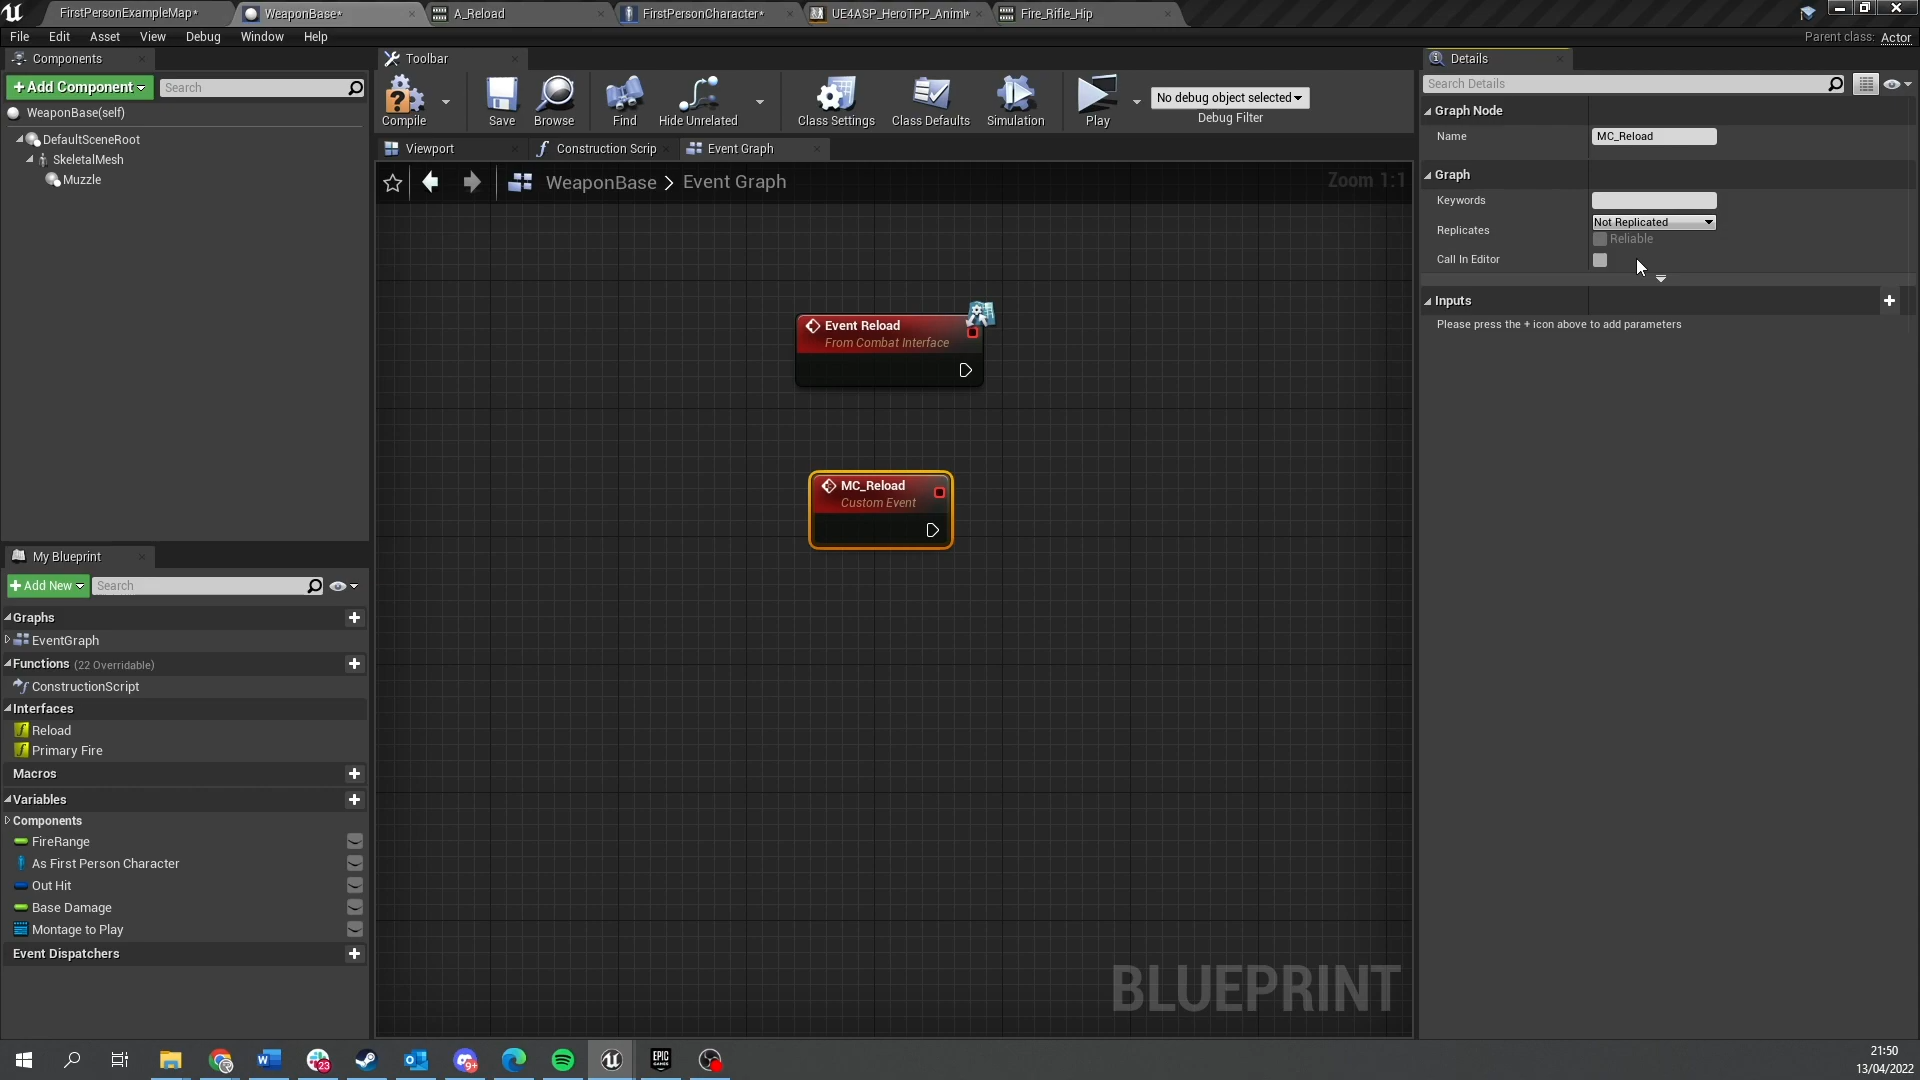 FirstPersonExampleMap*
WeaponBase*
A_Reload
FirstPersonCharacter*
UE4ASP_HeroTPP_AnimI*
Fire_Rifle_Hip
File Edit Asset View Debug Window Help
Parent class: Actor
Components
+Add Component
Search
WeaponBase(self)
DefaultSceneRoot
SkeletalMesh
Muzzle
Toolbar
Compile
Save
Browse
Find
Hide Unrelated
Class Settings
Class Defaults
Simulation
Play
No debug object selected
Debug Filter
Viewport
Construction Scrip
Event Graph
WeaponBase > Event Graph
Zoom 1:1
Event Reload
From Combat Interface
MC_Reload
Custom Event
BLUEPRINT
My Blueprint
+Add New
Search
Graphs
EventGraph
Functions (22 Overridable)
ConstructionScript
Interfaces
Reload
Primary Fire
Macros
Variables
Components
FireRange
As First Person Character
Out Hit
Base Damage
Montage to Play
Event Dispatchers
Details
Search Details
Graph Node
Name MC_Reload
Graph
Keywords
Replicates Not Replicated
Reliable
Call In Editor
Inputs
Please press the + icon above to add parameters
23
9+
EPIC
GAMES
21:50
13/04/2022